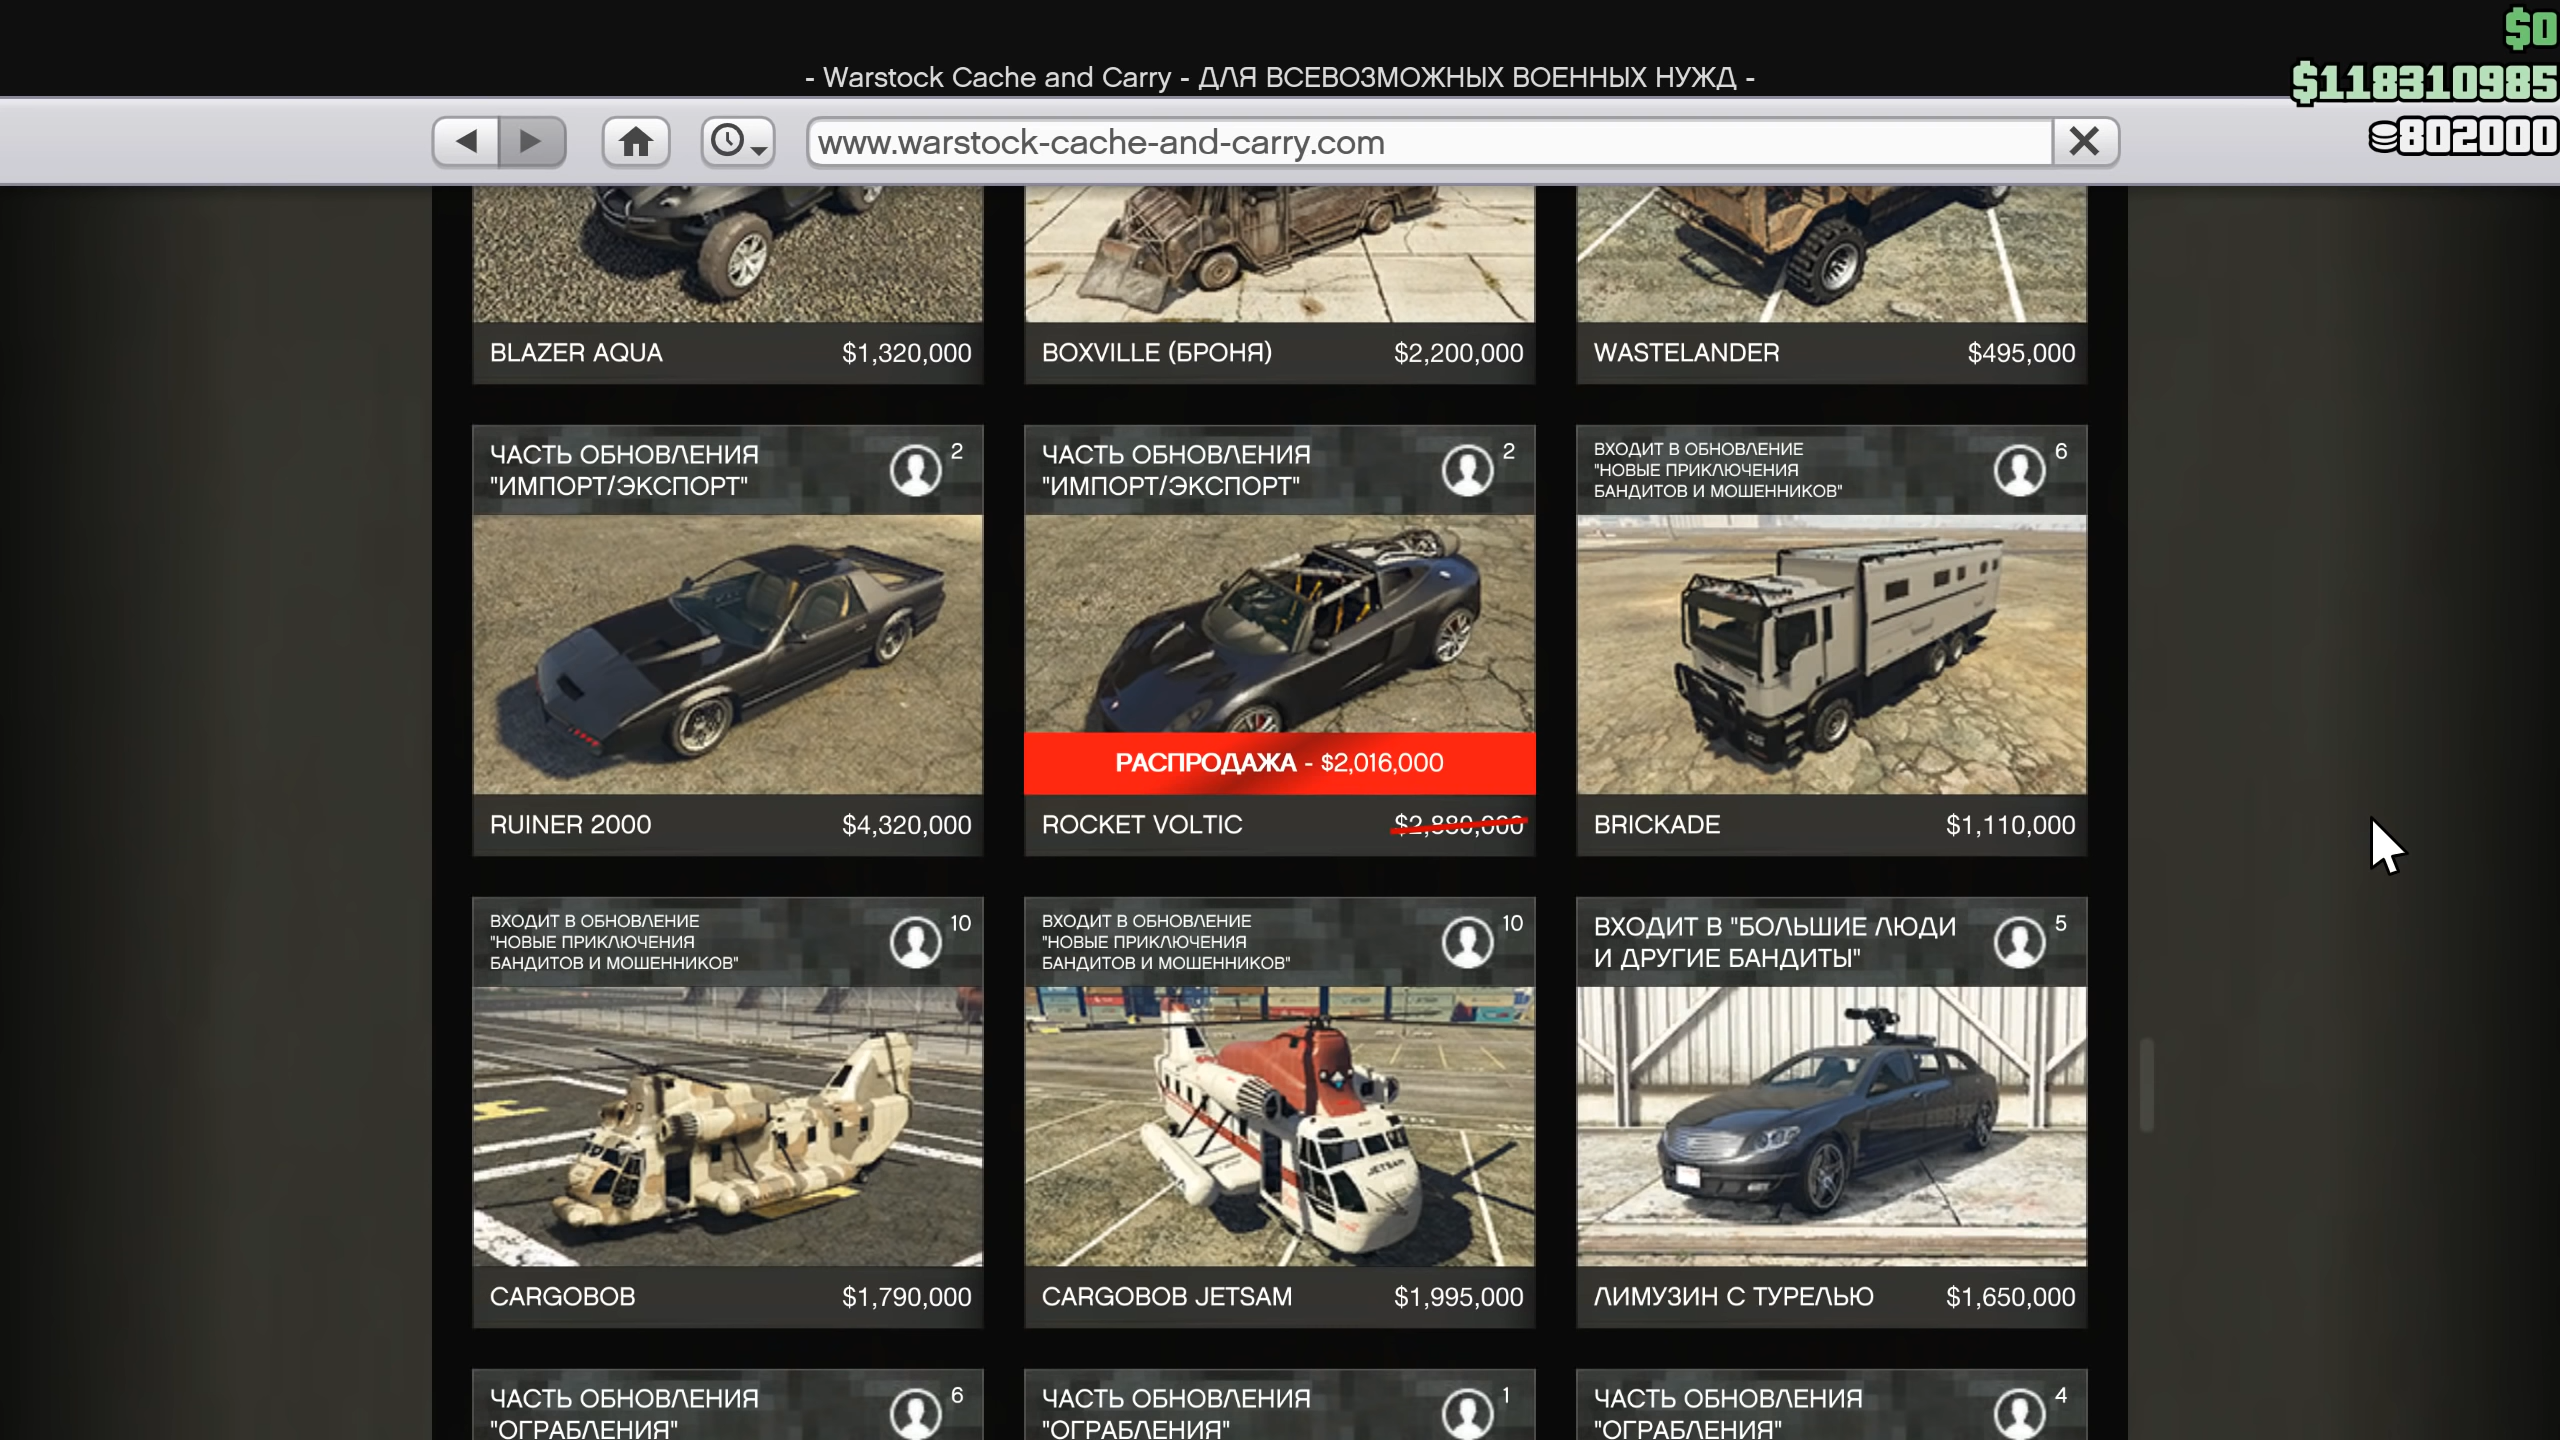 $0
- Warstock Cache and Carry - ДЛЯ ВСЕВОЗМОЖНЫХ ВОЕННЫХ НУЖД -
$118310985
www.warstock-cache-and-carry.com
802000
BLAZER AQUA $1,320,000
BOXVILLE (БРОНЯ) $2,200,000
WASTELANDER $495,000
ЧАСТЬ ОБНОВЛЕНИЯ
"ИМПОРТ/ЭКСПОРТ"
2
RUINER 2000 $4,320,000
ЧАСТЬ ОБНОВЛЕНИЯ
"ИМПОРТ/ЭКСПОРТ"
2
РАСПРОДАЖА - $2,016,000
ROCKET VOLTIC $2,880,000
ВХОДИТ В ОБНОВЛЕНИЕ
"НОВЫЕ ПРИКЛЮЧЕНИЯ
БАНДИТОВ И МОШЕННИКОВ"
6
BRICKADE $1,110,000
ВХОДИТ В ОБНОВЛЕНИЕ
"НОВЫЕ ПРИКЛЮЧЕНИЯ
БАНДИТОВ И МОШЕННИКОВ"
10
CARGOBOB $1,790,000
ВХОДИТ В ОБНОВЛЕНИЕ
"НОВЫЕ ПРИКЛЮЧЕНИЯ
БАНДИТОВ И МОШЕННИКОВ"
10
JETSAM
CARGOBOB JETSAM $1,995,000
ВХОДИТ В "БОЛЬШИЕ ЛЮДИ
И ДРУГИЕ БАНДИТЫ"
5
ЛИМУЗИН С ТУРЕЛЬЮ $1,650,000
ЧАСТЬ ОБНОВЛЕНИЯ
"ОГРАБЛЕНИЯ"
6
ЧАСТЬ ОБНОВЛЕНИЯ
"ОГРАБЛЕНИЯ"
1
ЧАСТЬ ОБНОВЛЕНИЯ
"ОГРАБЛЕНИЯ"
4